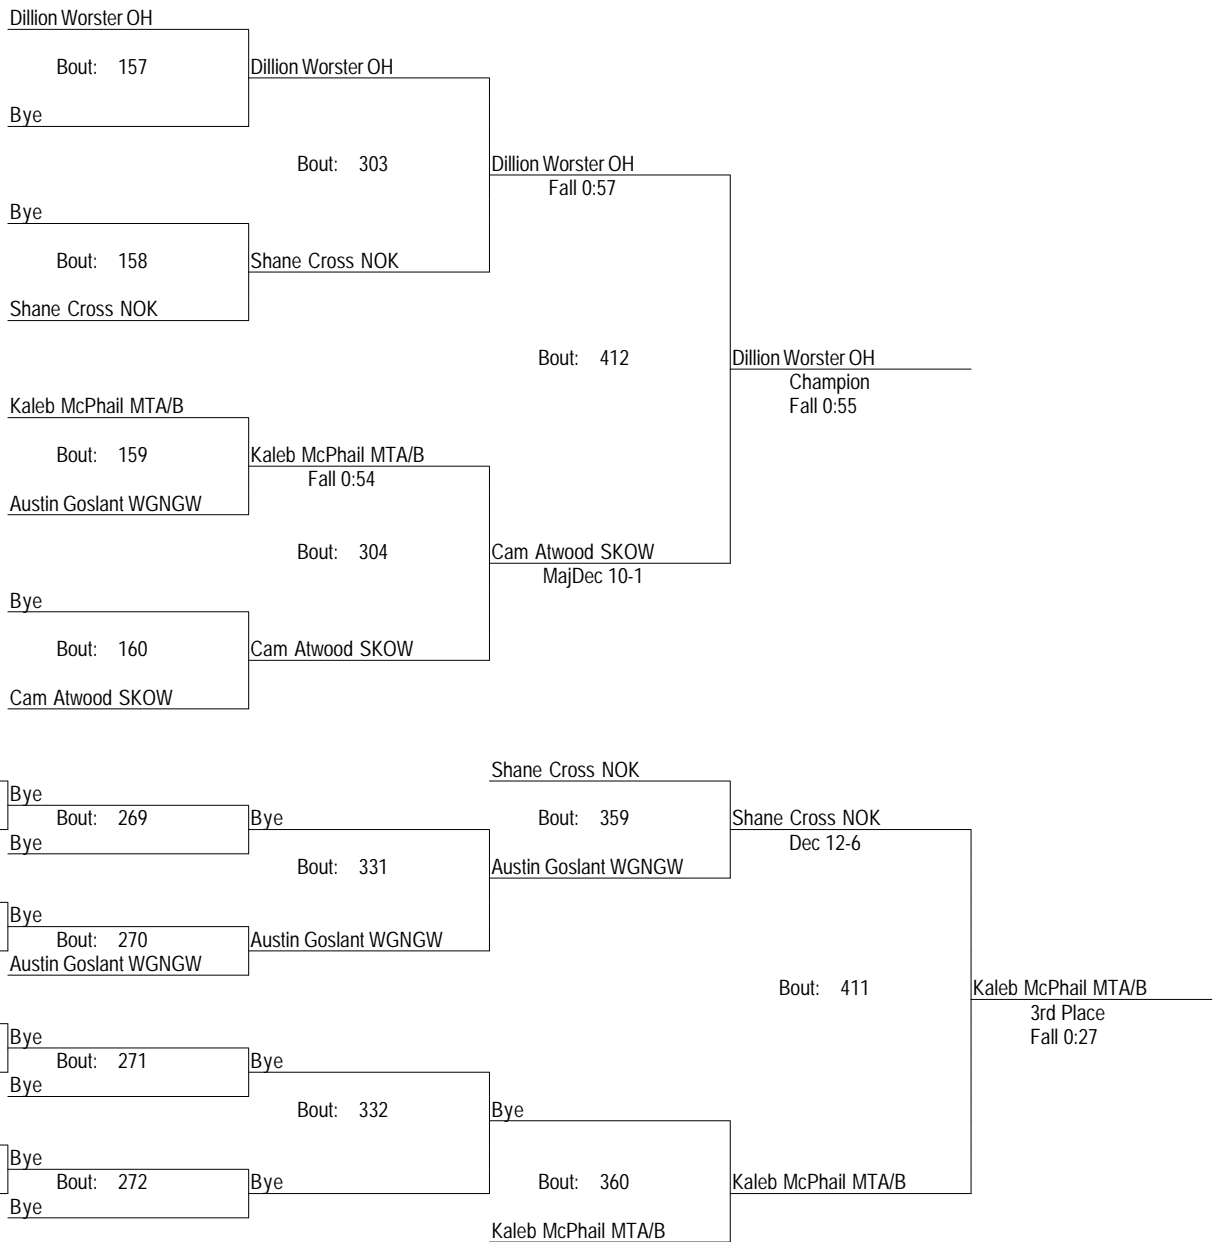 Dillion Worster OH
Bout: 157
Dillion Worster OH
Bye
Bout: 303
Dillion Worster OH
Fall 0:57
Bye
Bout: 158
Shane Cross NOK
Shane Cross NOK
Bout: 412
Dillion Worster OH
Champion
Fall 0:55
Kaleb McPhail MTA/B
Bout: 159
Kaleb McPhail MTA/B
Fall 0:54
Austin Goslant WGNGW
Bout: 304
Cam Atwood SKOW
MajDec 10-1
Bye
Bout: 160
Cam Atwood SKOW
Cam Atwood SKOW
Shane Cross NOK
Bye
Bout: 269
Bye
Bout: 359
Shane Cross NOK
Dec 12-6
Bye
Bout: 331
Austin Goslant WGNGW
Bye
Bout: 270
Austin Goslant WGNGW
Austin Goslant WGNGW
Bout: 411
Kaleb McPhail MTA/B
3rd Place
Fall 0:27
Bye
Bout: 271
Bye
Bye
Bout: 332
Bye
Bye
Bout: 272
Bye
Bout: 360
Kaleb McPhail MTA/B
Bye
Kaleb McPhail MTA/B